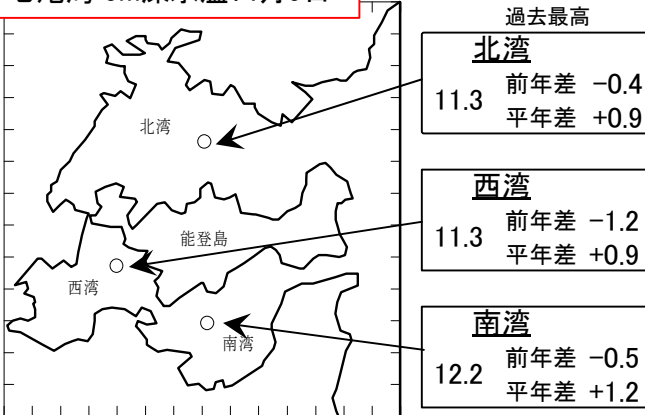 過去最高
北湾
11.3
前年差 -0.4
平年差 +0.9
西湾
11.3
前年差 -1.2
平年差 +0.9
南湾
12.2
前年差 -0.5
平年差 +1.2
北湾
能登島
西湾
南湾